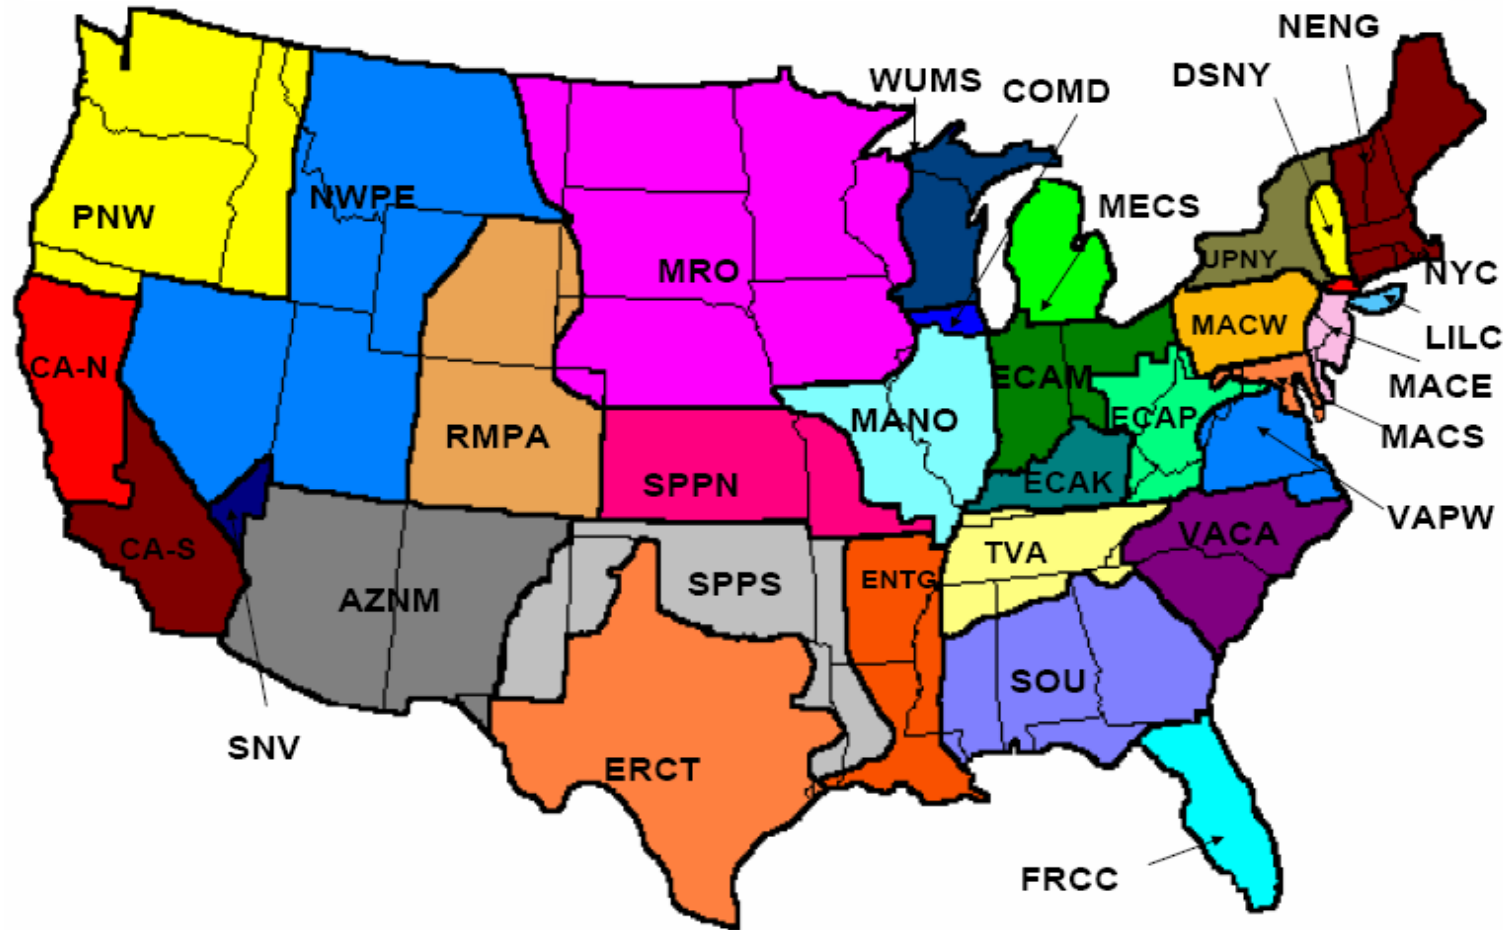 NENG
DSNY
WUMS
COMD
MECS
PNW
NWPE
MRO
UPNY
NYC
LILC
MACW
CA-N
ECAM
MACE
MANO
ECAP
RMPA
MACS
SPPN
ECAK
VAPW
CA-S
TVA
VACA
AZNM
SPPS
ENTG
SOU
SNV
ERCT
FRCC